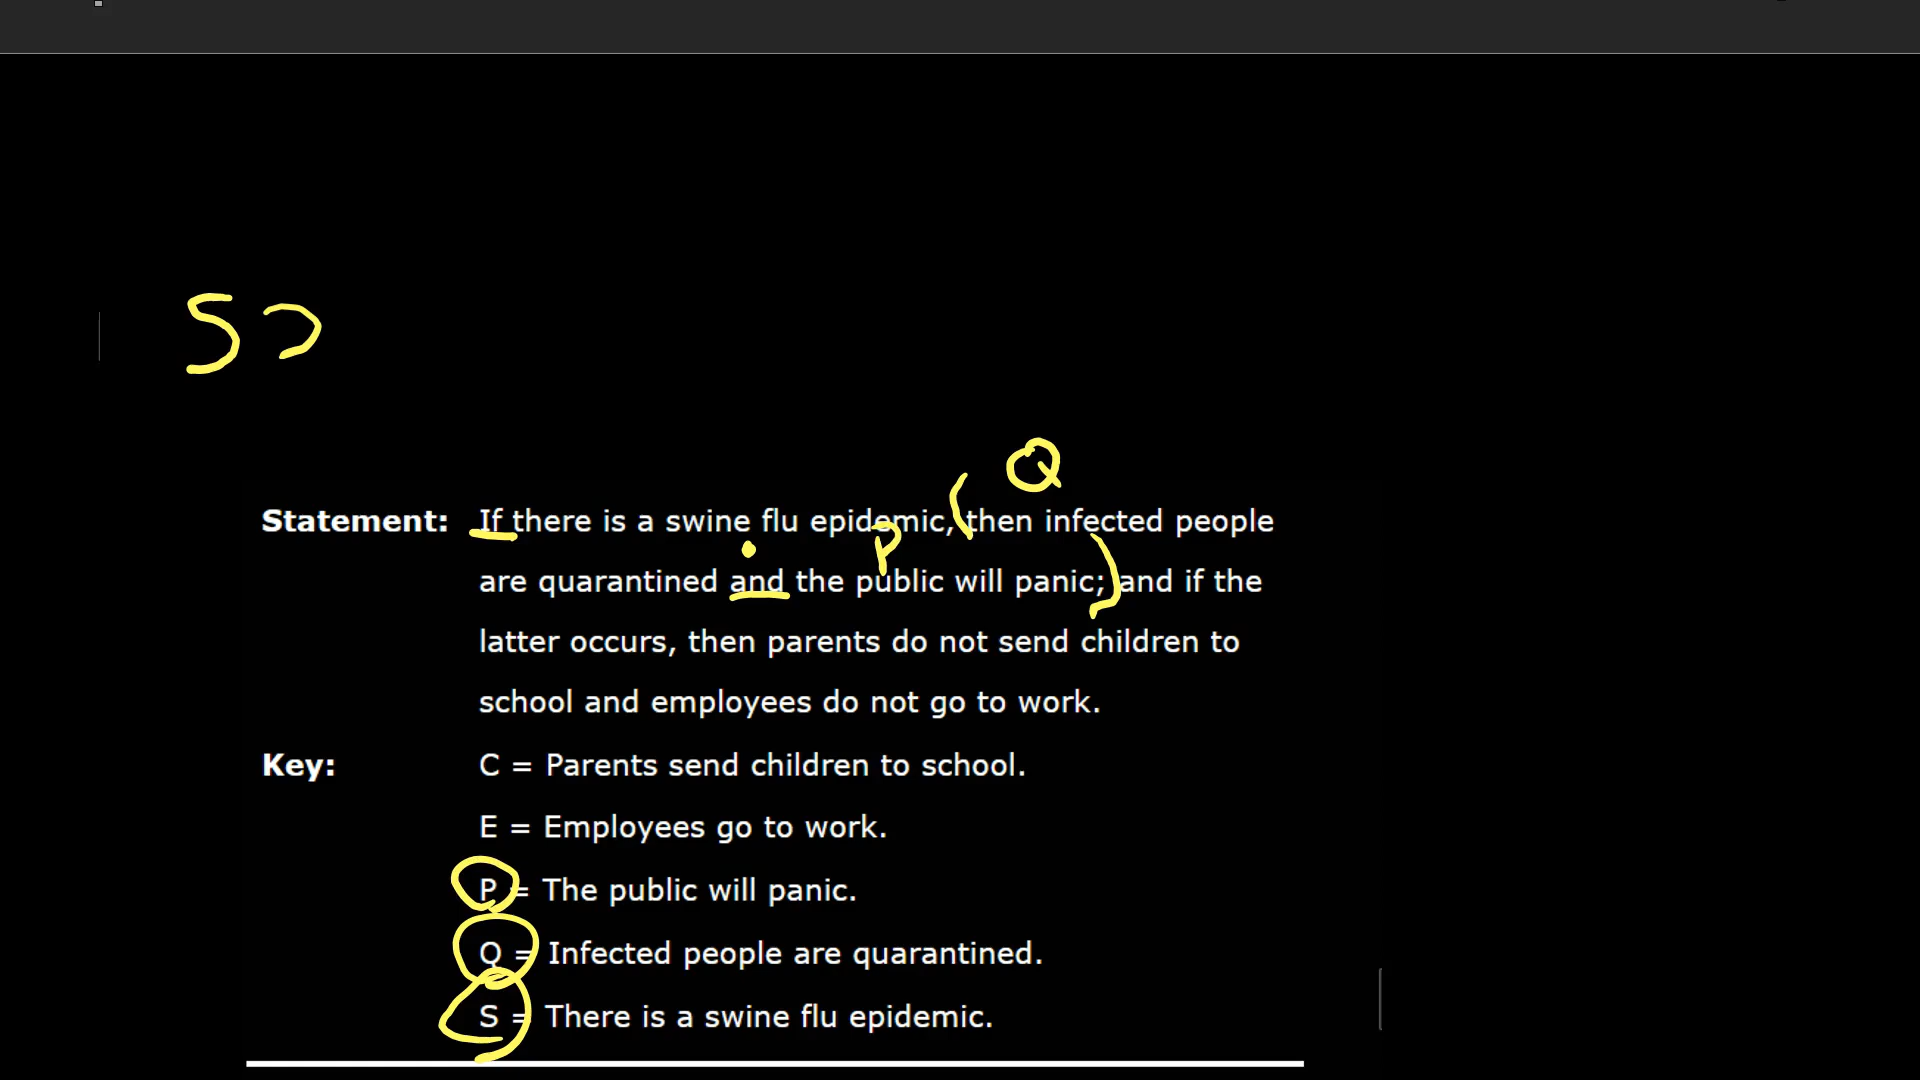 S ⊃
Q
Statement: If there is a swine flu epidemic, ( then infected people
• P )
are quarantined and the public will panic; and if the
latter occurs, then parents do not send children to
school and employees do not go to work.
Key: C = Parents send children to school.
E = Employees go to work.
P = The public will panic.
Q = Infected people are quarantined.
S = There is a swine flu epidemic.